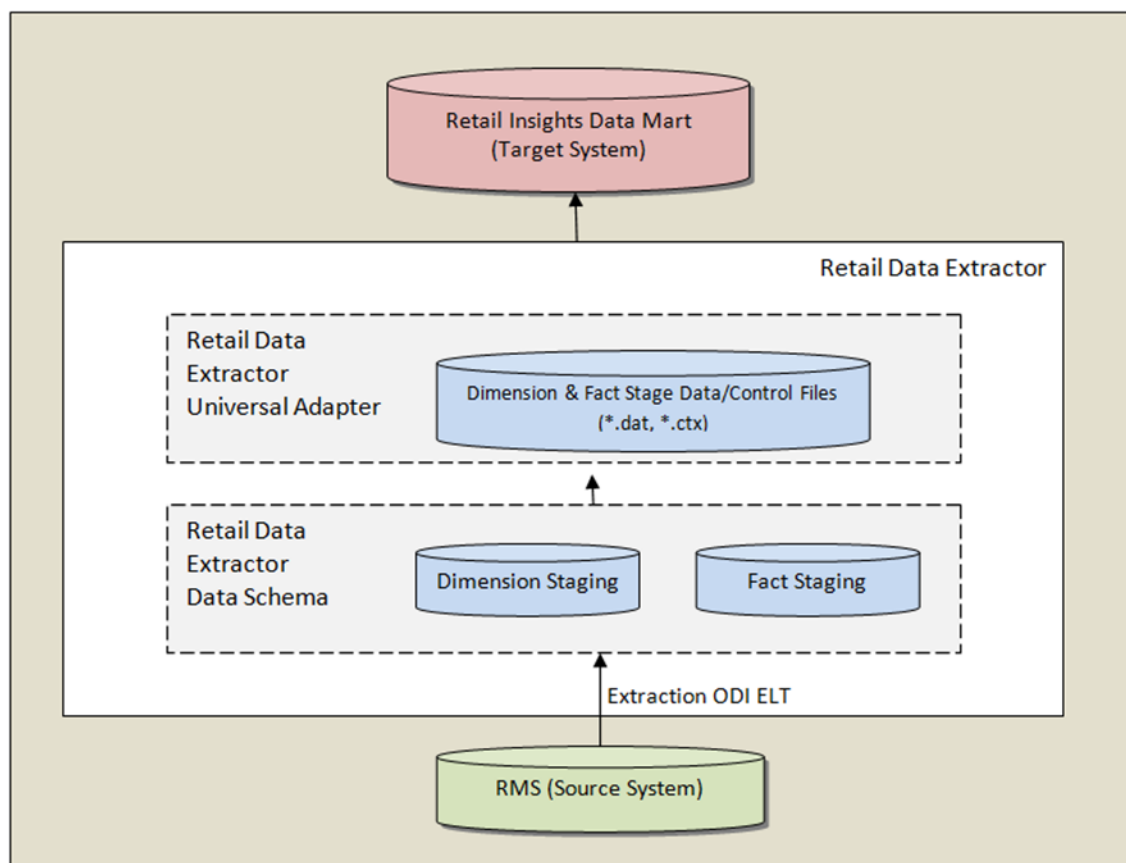 Retail Insights Data Mart
(Target System)
Retail Data Extractor
Retail Data
Extractor
Universal Adapter
Dimension & Fact Stage Data/Control Files
(*.dat, *.ctx)
Retail Data
Extractor
Data Schema
Dimension Staging
Fact Staging
Extraction ODI ELT
RMS (Source System)